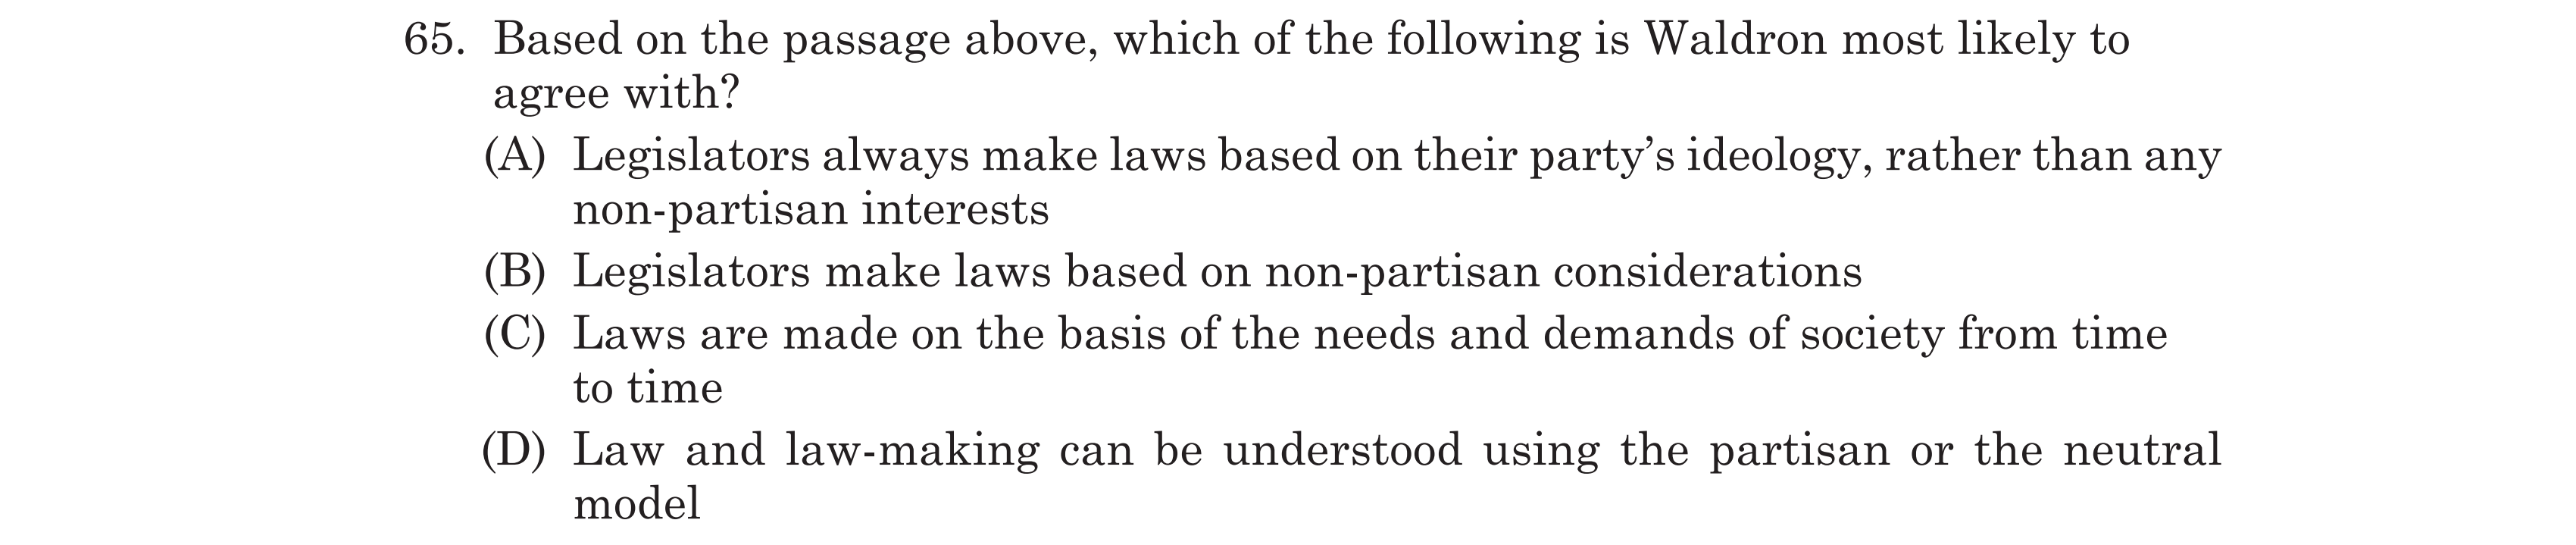 65. Based on the passage above, which of the following is Waldron most likely to
agree with?
(A) Legislators always make laws based on their party’s ideology, rather than any
non-partisan interests
(B) Legislators make laws based on non-partisan considerations
(C) Laws are made on the basis of the needs and demands of society from time
to time
(D) Law and law-making can be understood using the partisan or the neutral
model